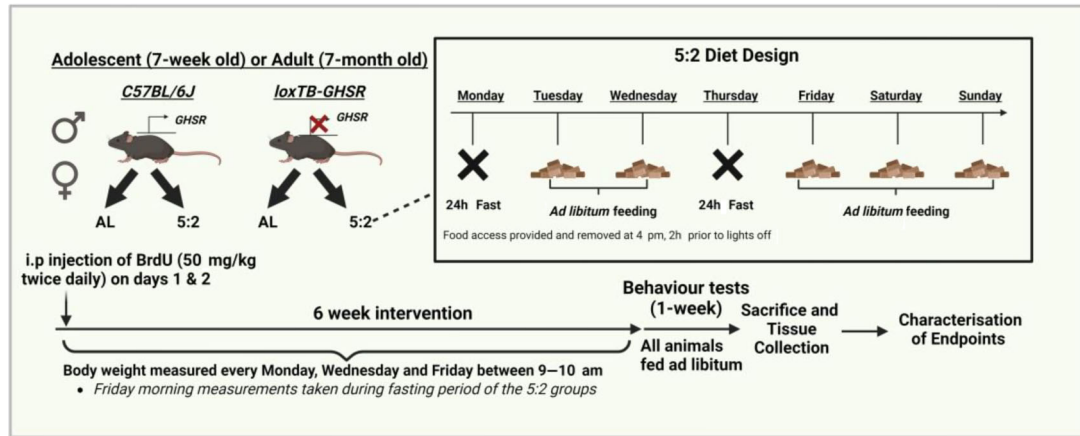 Adolescent (7-week old) or Adult (7-month old)
C57BL/6J
loxTB-GHSR
GHSR
GHSR
AL
5:2
AL
5:2
5:2 Diet Design
Monday
Tuesday
Wednesday
Thursday
Friday
Saturday
Sunday
24h Fast
Ad libitum feeding
24h Fast
Ad libitum feeding
Food access provided and removed at 4 pm, 2h prior to lights off
i.p injection of BrdU (50 mg/kg
twice daily) on days 1 & 2
6 week intervention
Behaviour tests
(1-week)
All animals
fed ad libitum
Sacrifice and
Tissue
Collection
Characterisation
of Endpoints
Body weight measured every Monday, Wednesday and Friday between 9—10 am
• Friday morning measurements taken during fasting period of the 5:2 groups